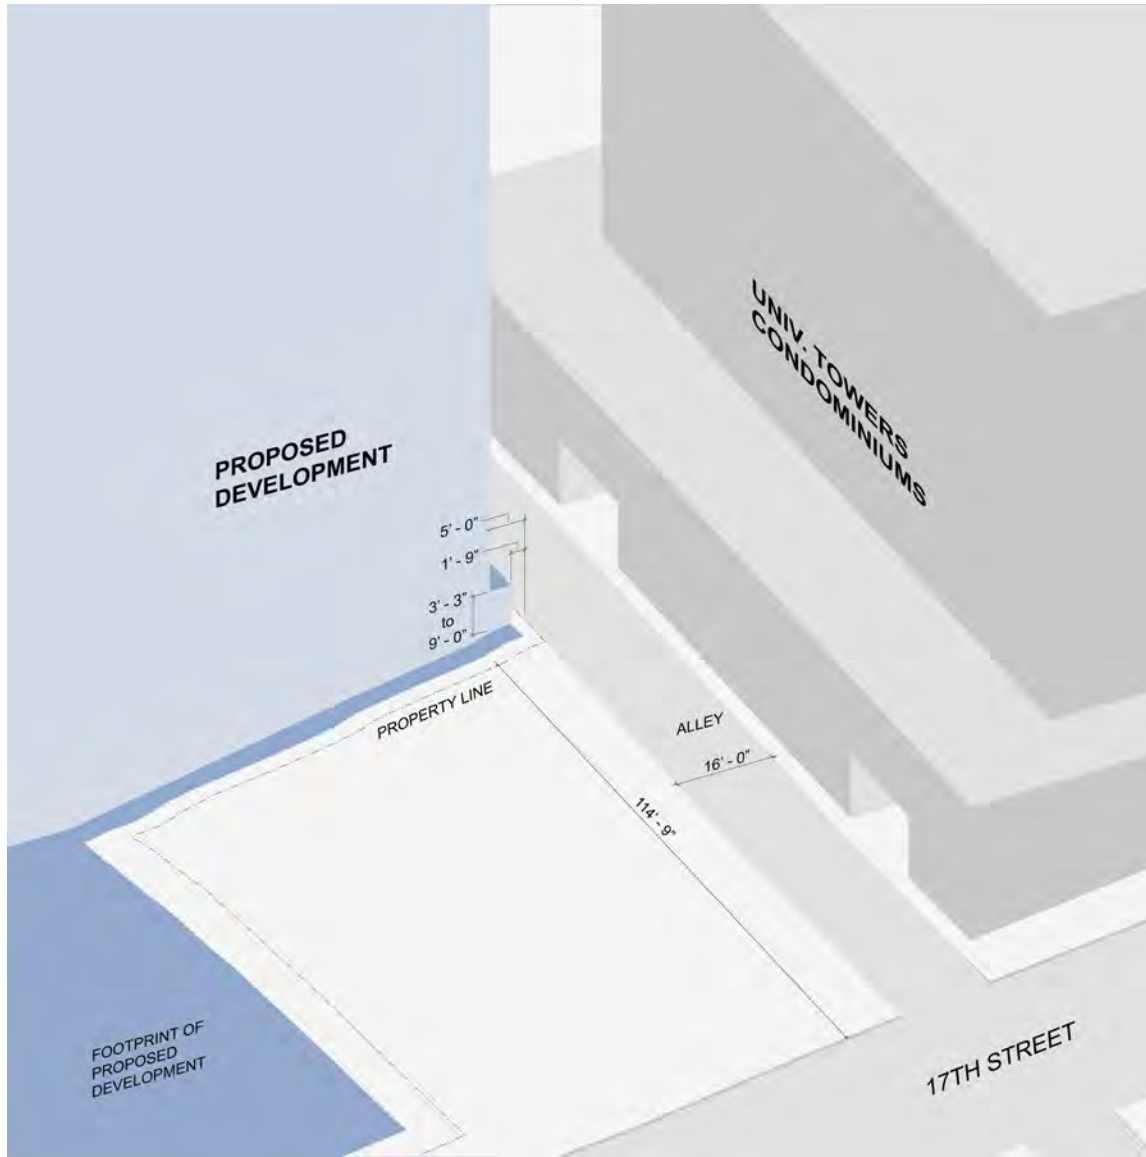 UNIV. TOWERS
CONDOMINIUMS
PROPOSED
DEVELOPMENT
5' - 0"
1' - 9"
3' - 3"
to
9' - 0"
PROPERTY LINE
ALLEY
16' - 0"
114' - 9"
FOOTPRINT OF
PROPOSED
DEVELOPMENT
17TH STREET